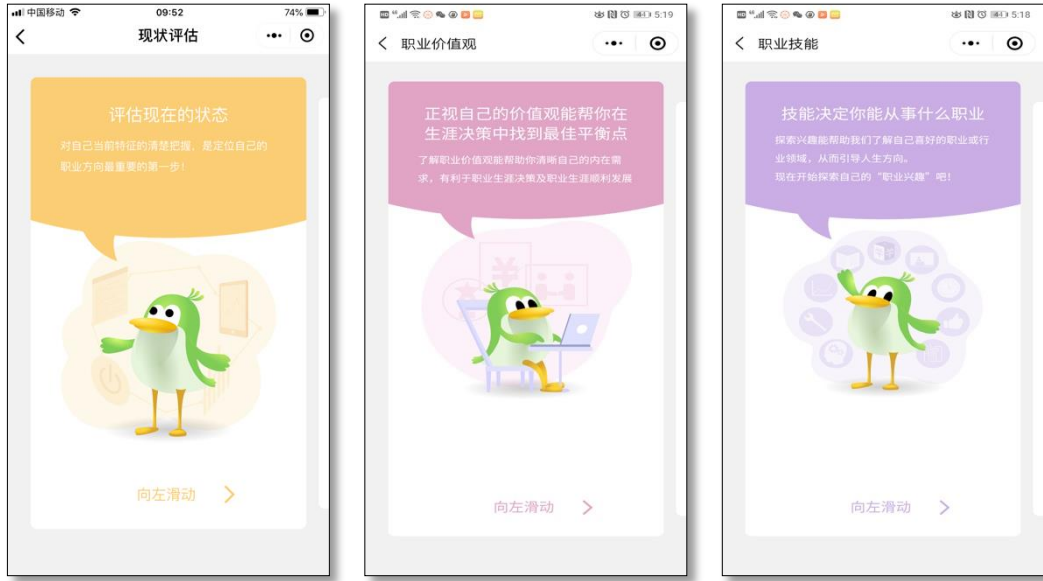 中国移动 09:52 74%
现状评估
评估现在的状态
对自己当前特征的清楚把握，是定位自己的
职业方向最重要的第一步！
向左滑动
5:19
职业价值观
正视自己的价值观能帮你在
生涯决策中找到最佳平衡点
了解职业价值观能帮助你清晰自己的内在需
求，有利于职业生涯决策及职业生涯顺利发展
向左滑动
5:18
职业技能
技能决定你能从事什么职业
探索兴趣能帮助我们了解自己喜好的职业或行
业领域，从而引导人生方向。
现在开始探索自己的“职业兴趣”吧！
向左滑动